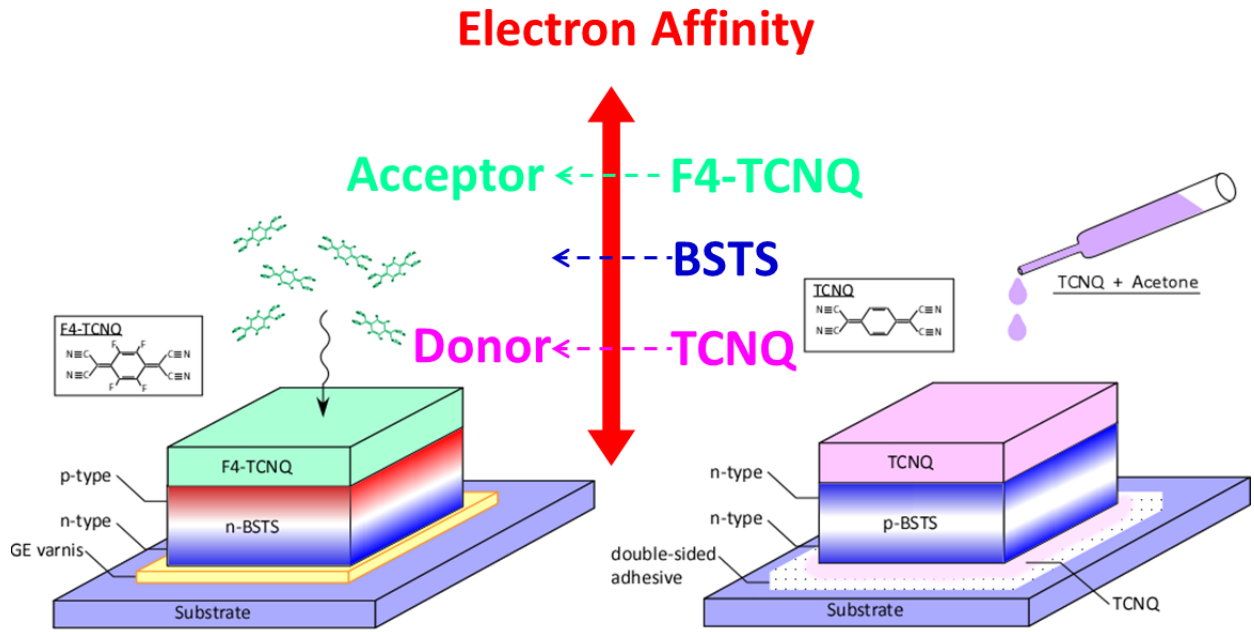 Electron Affinity
Acceptor
F4-TCNQ
BSTS
Donor
TCNQ
F4-TCNQ
N≡C
C≡N
N≡C
C≡N
F
F
F
F
F4-TCNQ
p-type
n-BSTS
n-type
GE varnis
Substrate
TCNQ
N≡C
C≡N
N≡C
C≡N
TCNQ + Acetone
TCNQ
n-type
p-BSTS
n-type
double-sided
adhesive
TCNQ
Substrate